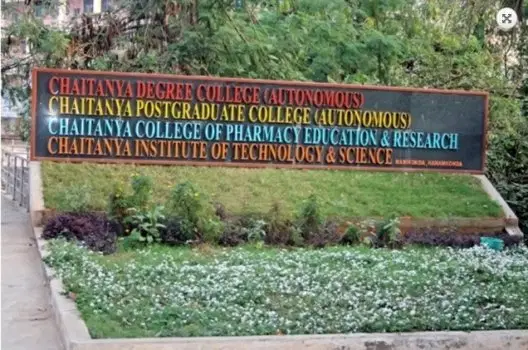 CHAITANYA DEGREE COLLEGE (AUTONOMOUS)
CHAITANYA POSTGRADUATE COLLEGE (AUTONOMOUS)
CHAITANYA COLLEGE OF PHARMACY EDUCATION & RESEARCH
CHAITANYA INSTITUTE OF TECHNOLOGY & SCIENCE
HANAMKONDA